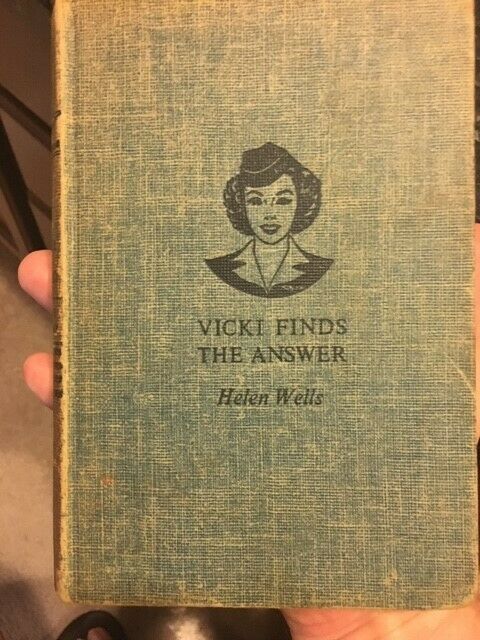 VICKI FINDS
THE ANSWER
Helen Wells